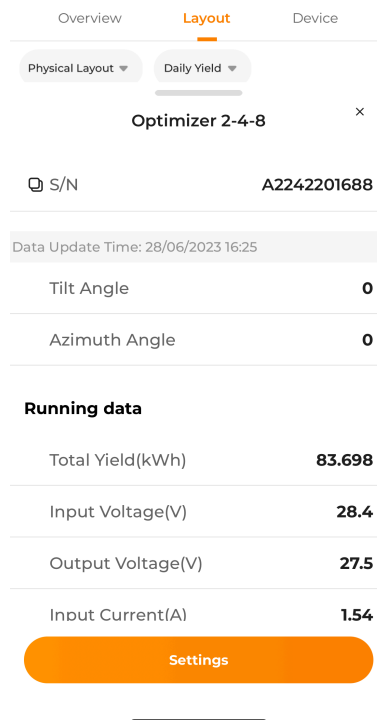 Overview Layout Device
Physical Layout Daily Yield
Optimizer 2-4-8
S/N A2242201688
Data Update Time: 28/06/2023 16:25
Tilt Angle 0
Azimuth Angle 0
Running data
Total Yield(kWh) 83.698
Input Voltage(V) 28.4
Output Voltage(V) 27.5
Input Current(A) 1.54
Settings